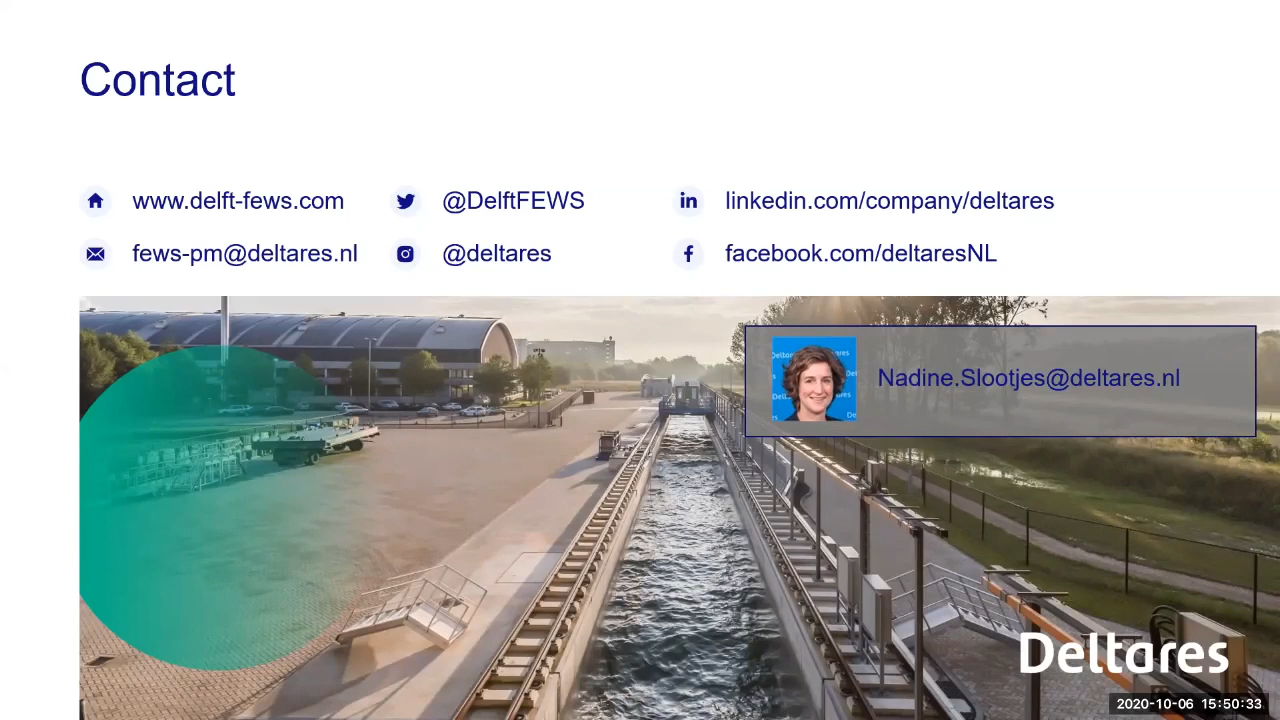 Contact
www.delft-fews.com
@DelftFEWS
linkedin.com/company/deltares
fews-pm@deltares.nl
@deltares
facebook.com/deltaresNL
Nadine.Slootjes@deltares.nl
Deltares
2020-10-06 15:50:33